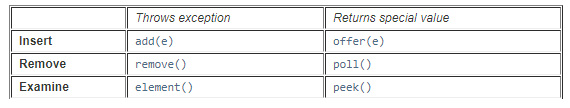 Throws exception Returns special value
Insert add(e) offer(e)
Remove remove() poll()
Examine element() peek()